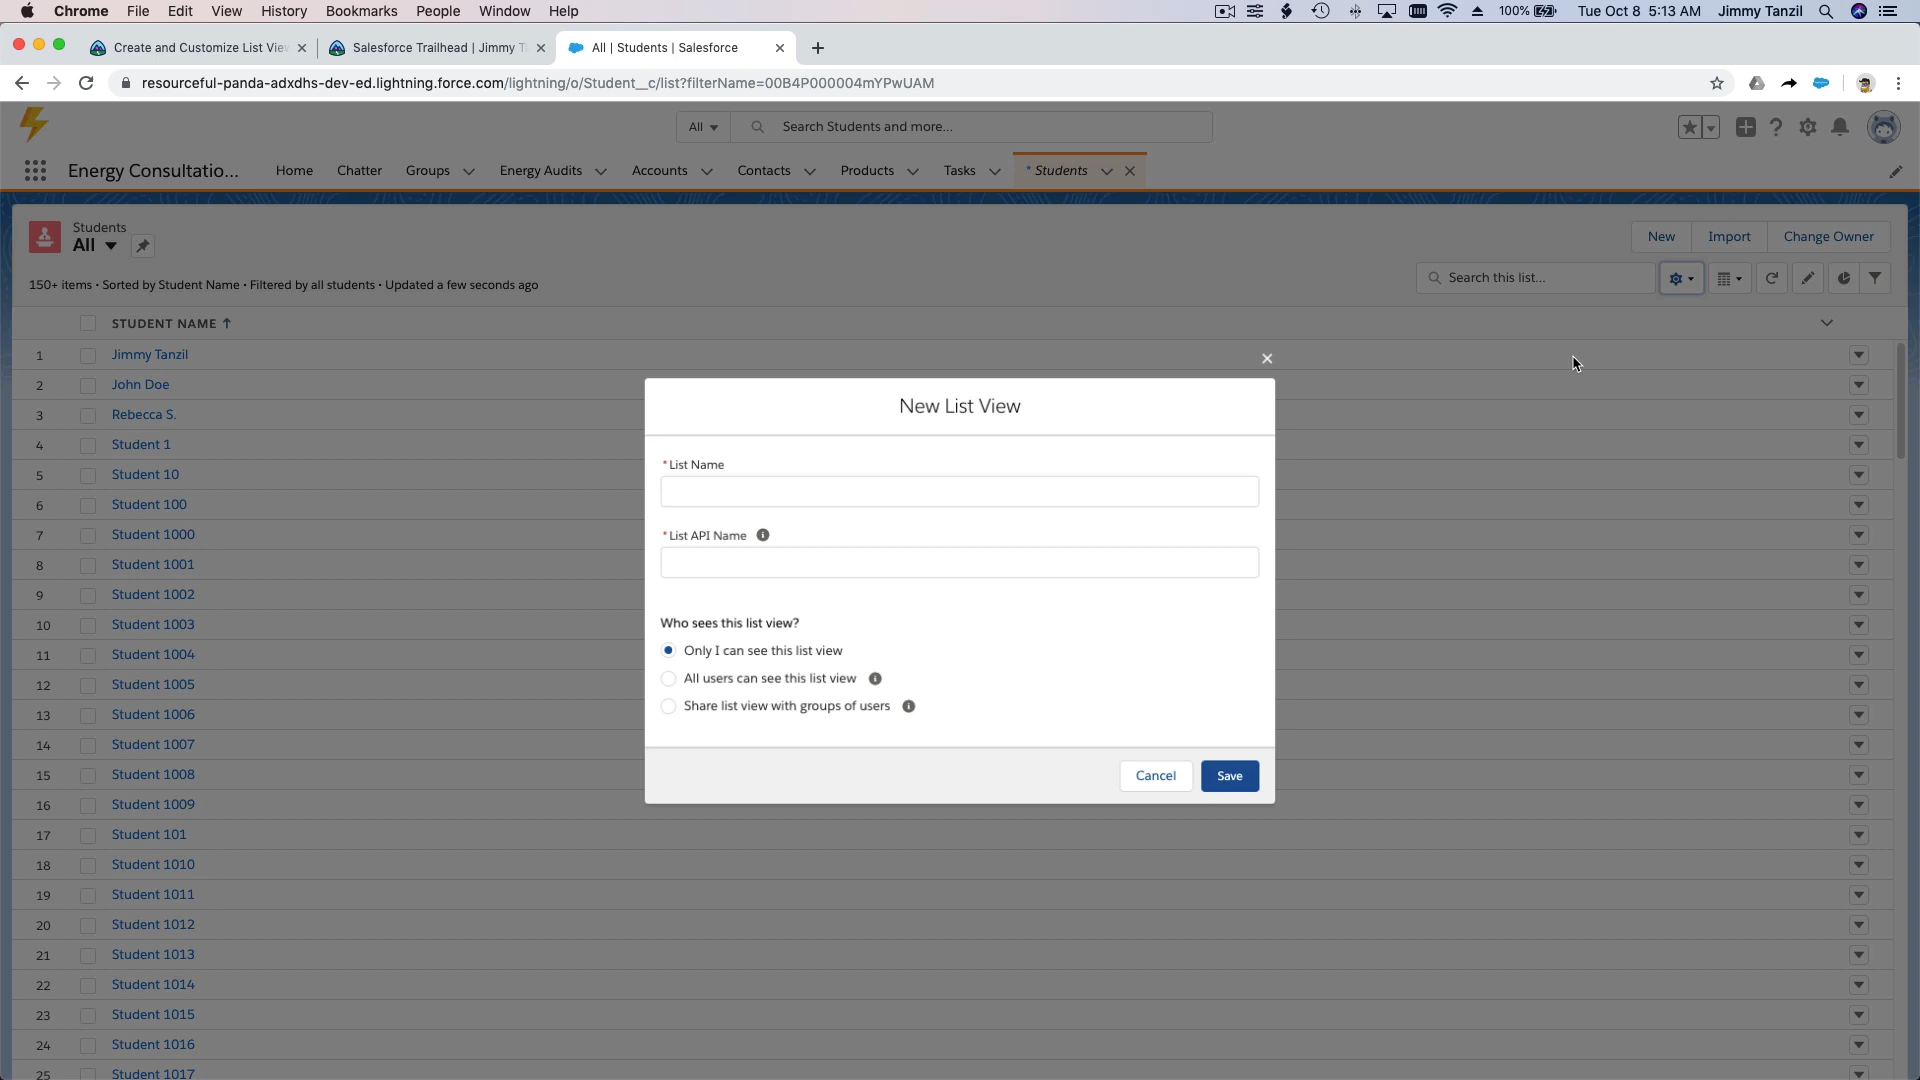 Chrome File Edit View History Bookmarks People Window Help 100% Tue Oct 8 5:13 AM Jimmy Tanzil
Create and Customize List Vie Salesforce Trailhead | Jimmy T All | Students | Salesforce
resourceful-panda-adxdhs-dev-ed.lightning.force.com/lightning/o/Student__c/list?filterName=00B4P000004mYPwUAM
All Search Students and more...
Energy Consultatio... Home Chatter Groups Energy Audits Accounts Contacts Products Tasks * Students
Students
All
New Import Change Owner
150+ items • Sorted by Student Name • Filtered by all students • Updated a few seconds ago
Search this list...
STUDENT NAME ↑
1 Jimmy Tanzil
2 John Doe
3 Rebecca S.
4 Student 1
5 Student 10
6 Student 100
7 Student 1000
8 Student 1001
9 Student 1002
10 Student 1003
11 Student 1004
12 Student 1005
13 Student 1006
14 Student 1007
15 Student 1008
16 Student 1009
17 Student 101
18 Student 1010
19 Student 1011
20 Student 1012
21 Student 1013
22 Student 1014
23 Student 1015
24 Student 1016
25 Student 1017
New List View
* List Name
* List API Name
Who sees this list view?
Only I can see this list view
All users can see this list view
Share list view with groups of users
Cancel Save